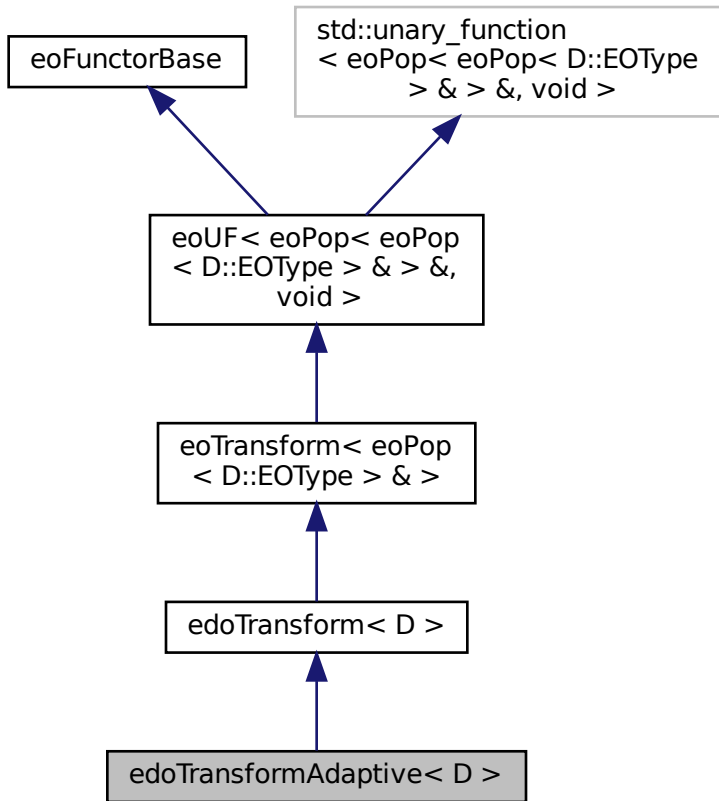 eoFunctorBase
std::unary_function
< eoPop< eoPop< D::EOType
> & > &, void >
eoUF< eoPop< eoPop
< D::EOType > & > &,
void >
eoTransform< eoPop
< D::EOType > & >
edoTransform< D >
edoTransformAdaptive< D >